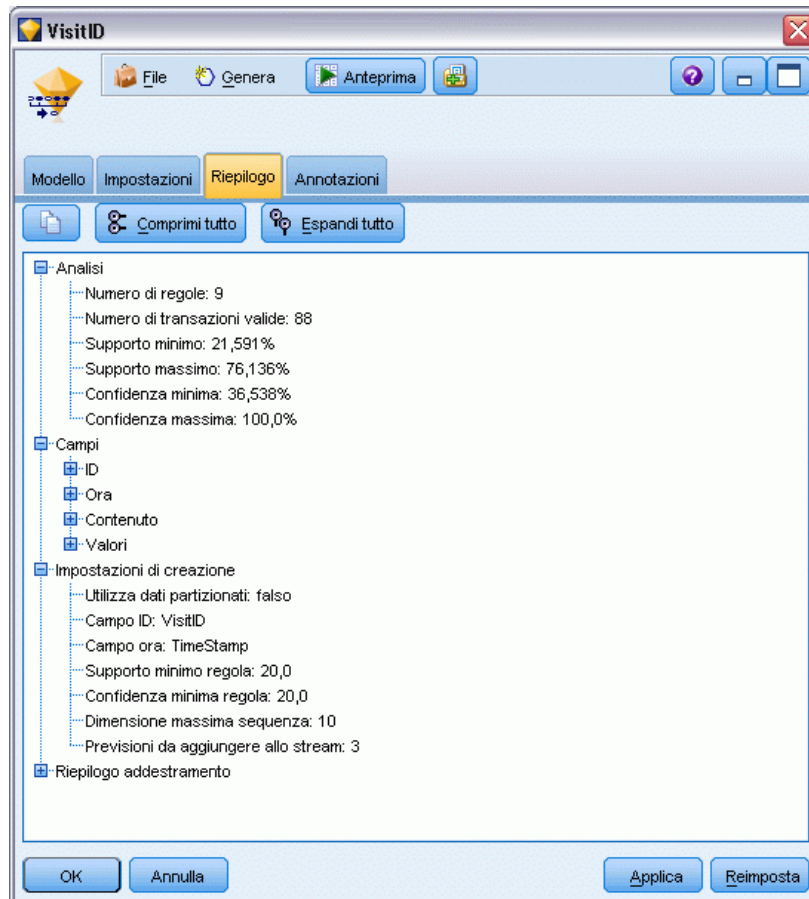 VisitID
File Genera Anteprima
Modello Impostazioni Riepilogo Annotazioni
Comprimi tutto Espandi tutto
Analisi
Numero di regole: 9
Numero di transazioni valide: 88
Supporto minimo: 21,591%
Supporto massimo: 76,136%
Confidenza minima: 36,538%
Confidenza massima: 100,0%
Campi
ID
Ora
Contenuto
Valori
Impostazioni di creazione
Utilizza dati partizionati: falso
Campo ID: VisitID
Campo ora: TimeStamp
Supporto minimo regola: 20,0
Confidenza minima regola: 20,0
Dimensione massima sequenza: 10
Previsioni da aggiungere allo stream: 3
Riepilogo addestramento
OK Annulla Applica Reimposta